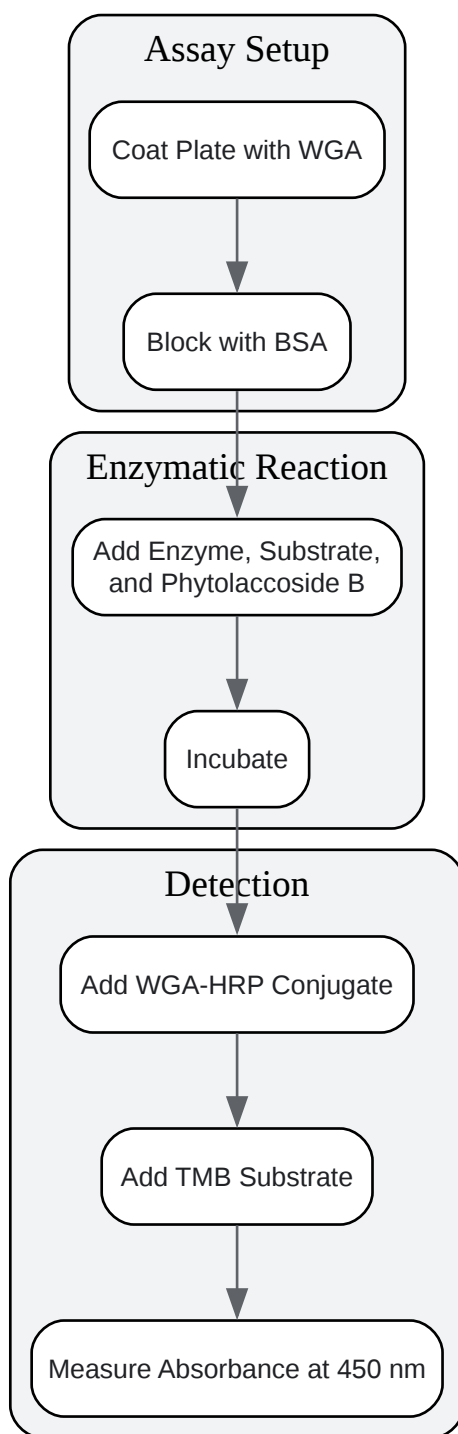 Assay Setup
Coat Plate with WGA
Block with BSA
Enzymatic Reaction
Add Enzyme, Substrate,
and Phytolaccoside B
Incubate
Detection
Add WGA-HRP Conjugate
Add TMB Substrate
Measure Absorbance at 450 nm